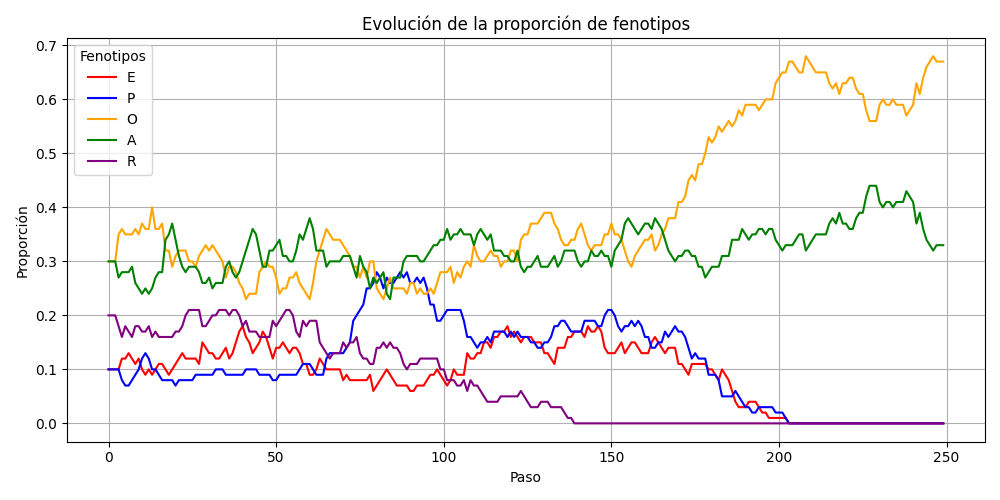 Evolución de la proporción de fenotipos
Fenotipos
E
P
O
A
R
Proporción
0.7
0.6
0.5
0.4
0.3
0.2
0.1
0.0
0
50
100
150
200
250
Paso